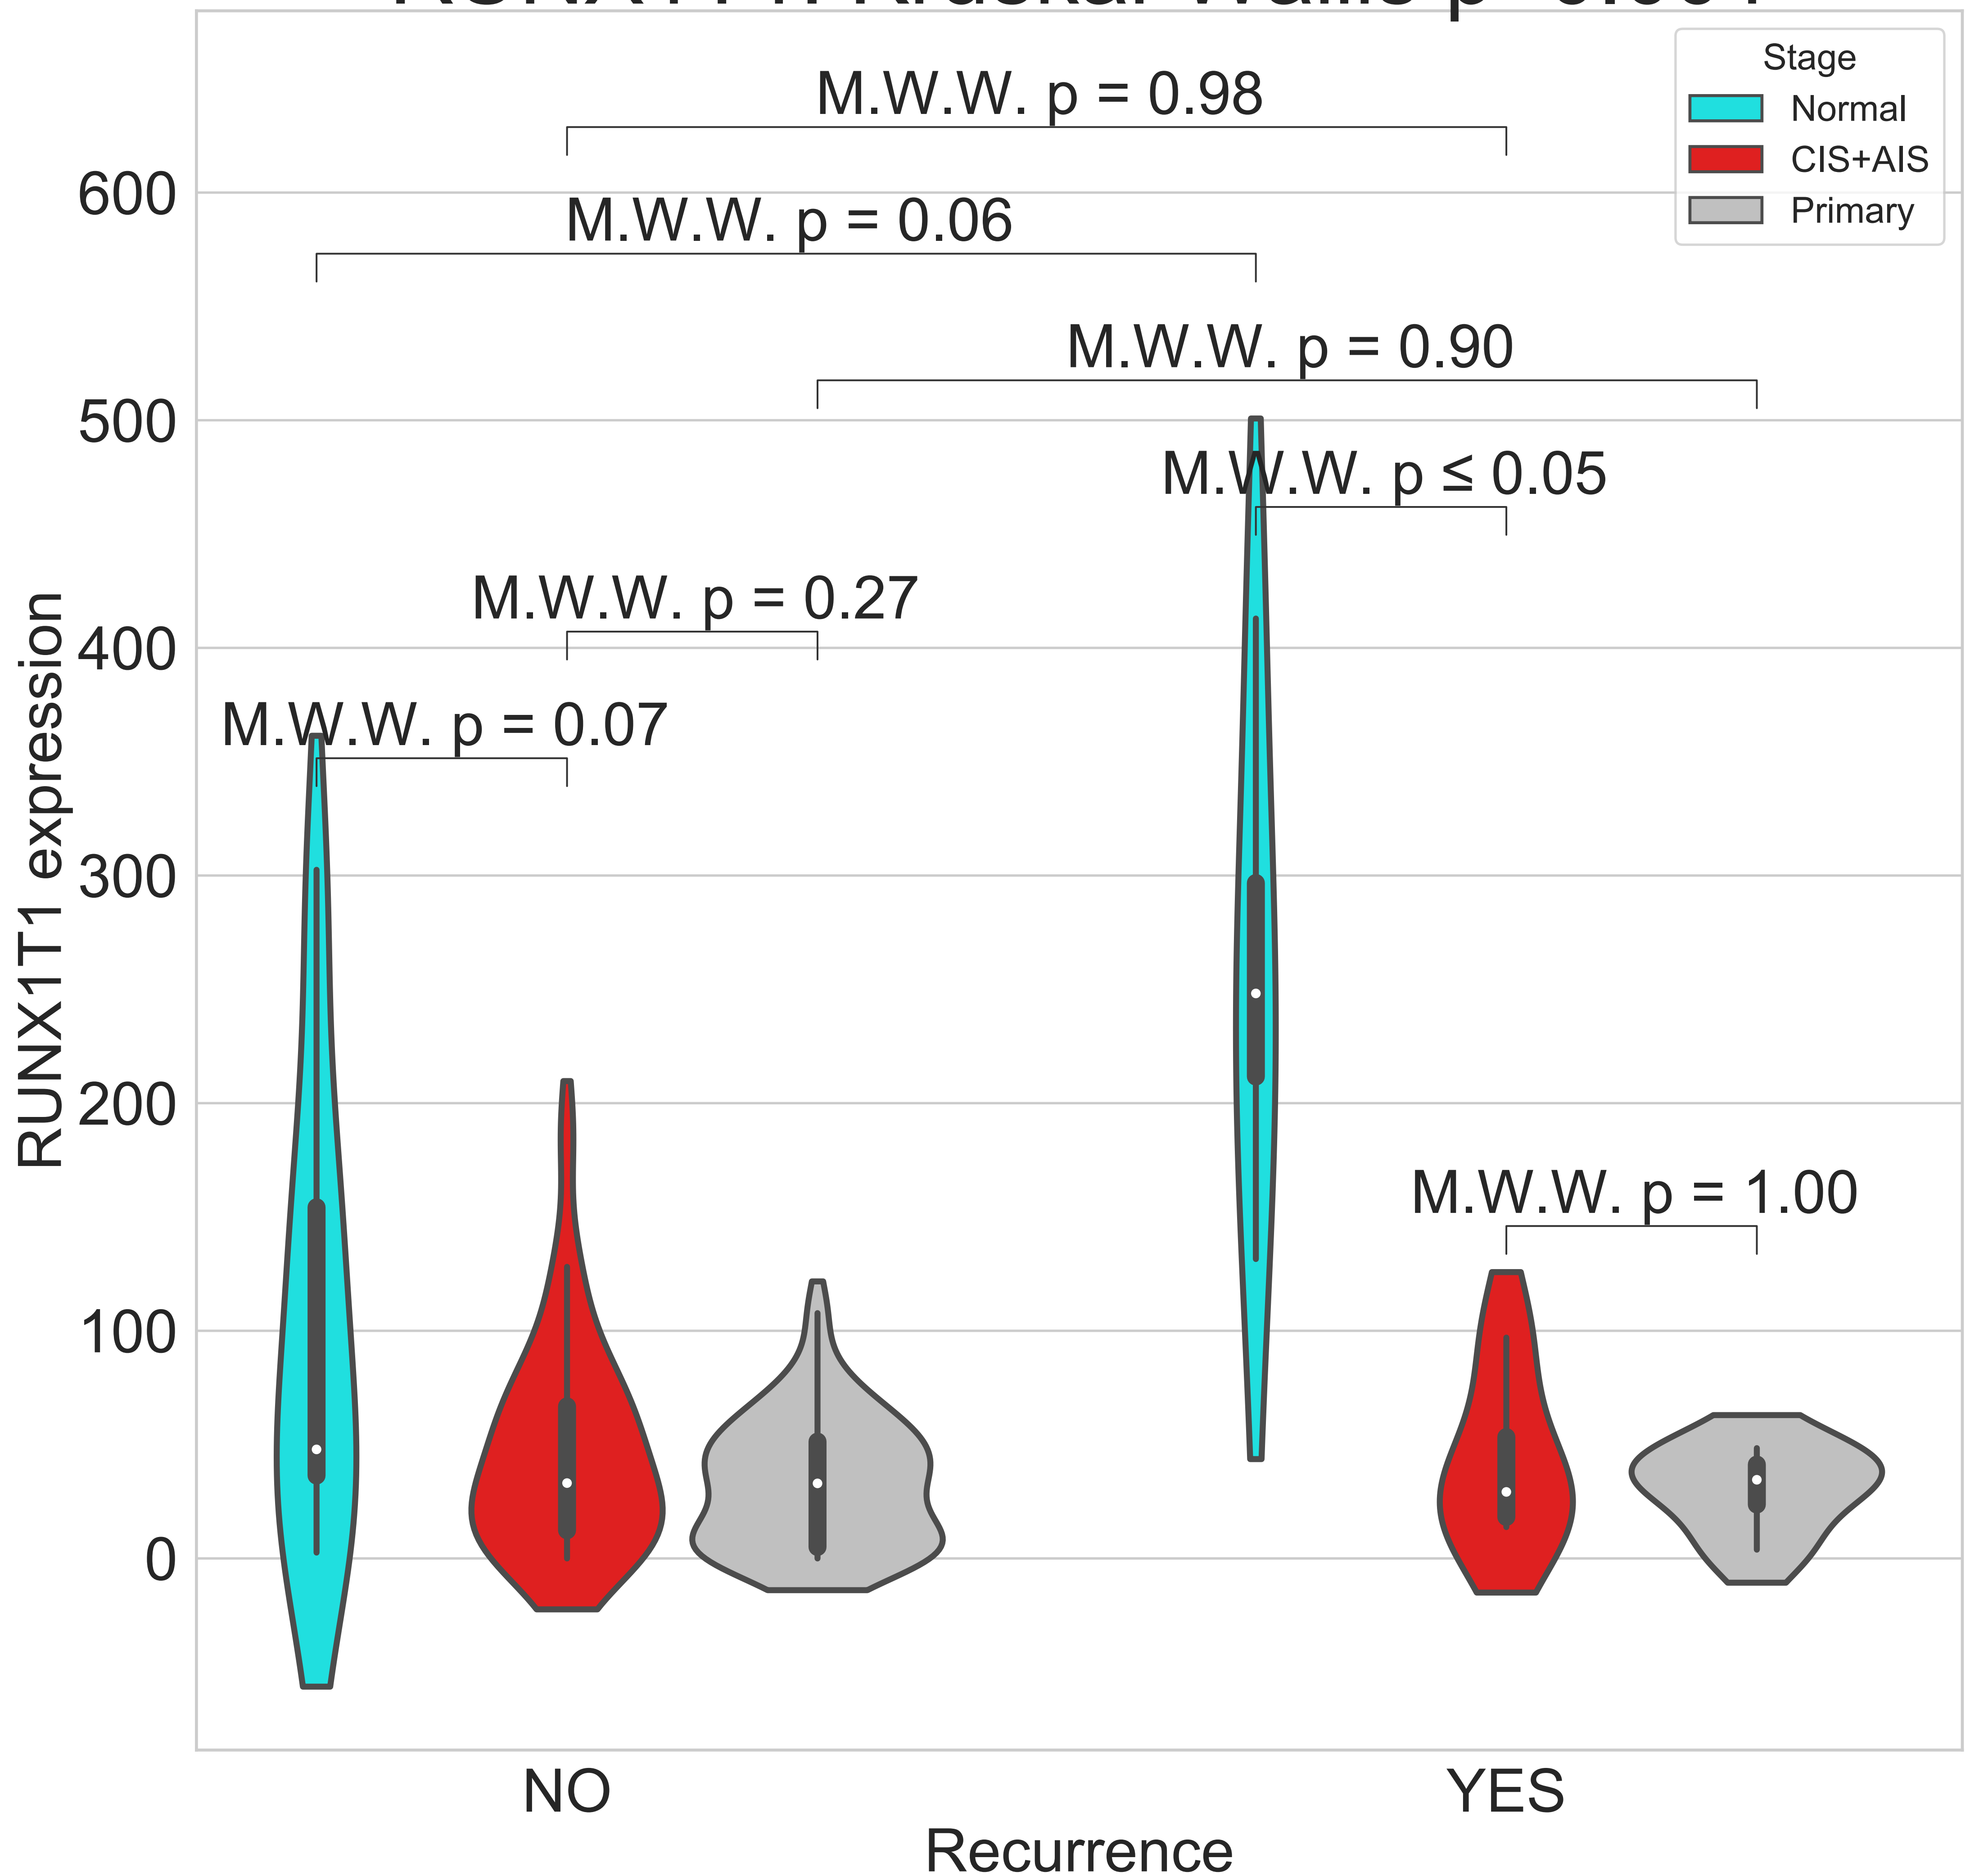 Stage
Normal
CIS+AIS
Primary
M.W.W. p = 0.98
M.W.W. p = 0.06
M.W.W. p = 0.90
M.W.W. p ≤ 0.05
M.W.W. p = 0.27
M.W.W. p = 0.07
M.W.W. p = 1.00
RUNX1T1 expression
600
500
400
300
200
100
0
NO
YES
Recurrence